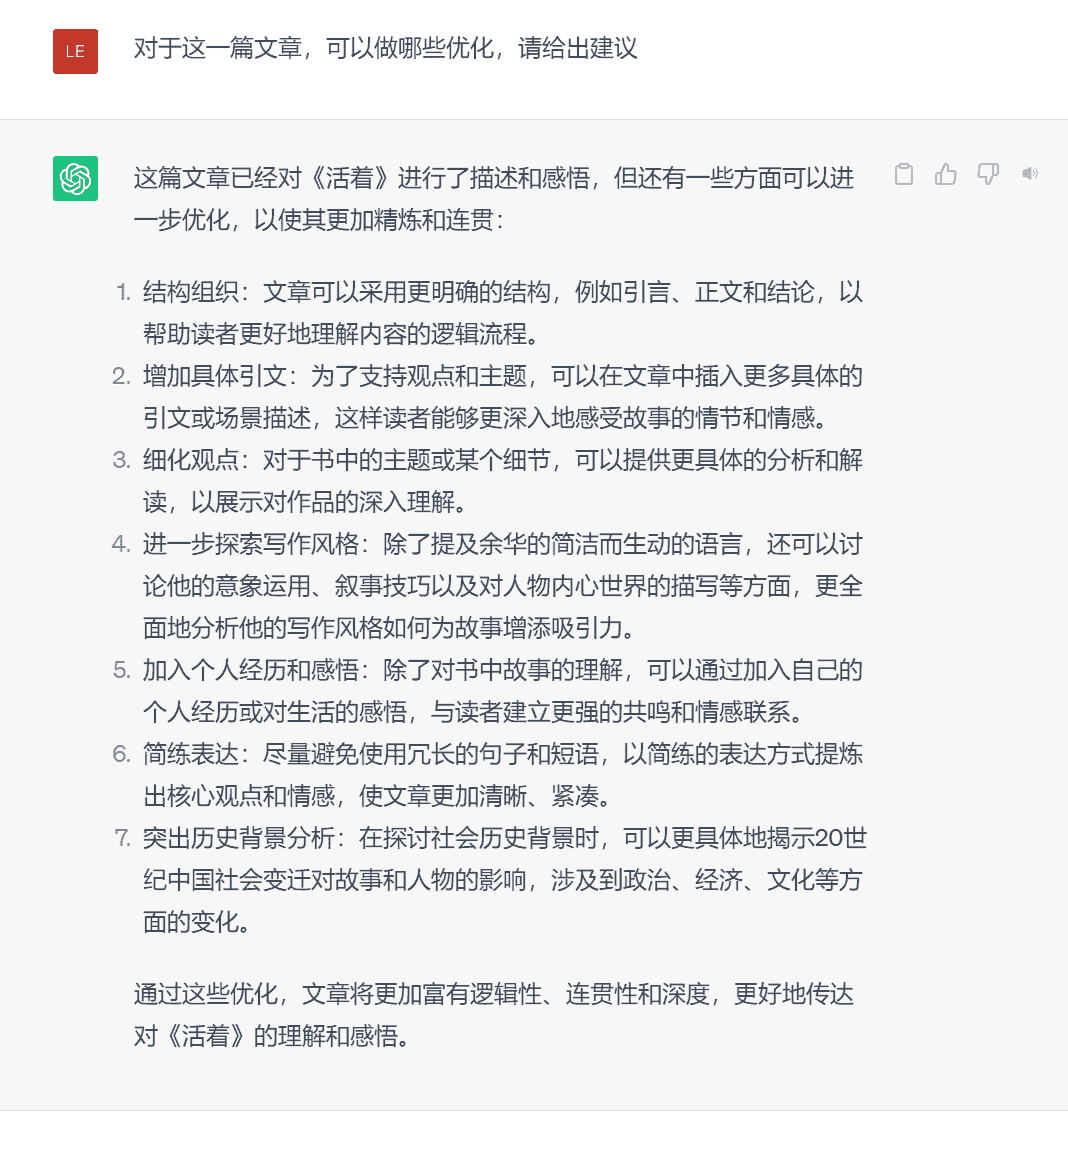 LE
对于这一篇文章，可以做哪些优化，请给出建议
这篇文章已经对《活着》进行了描述和感悟，但还有一些方面可以进
一步优化，以使其更加精炼和连贯：
1. 结构组织：文章可以采用更明确的结构，例如引言、正文和结论，以
帮助读者更好地理解内容的逻辑流程。
2. 增加具体引文：为了支持观点和主题，可以在文章中插入更多具体的
引文或场景描述，这样读者能够更深入地感受故事的情节和情感。
3. 细化观点：对于书中的主题或某个细节，可以提供更具体的分析和解
读，以展示对作品的深入理解。
4. 进一步探索写作风格：除了提及余华的简洁而生动的语言，还可以讨
论他的意象运用、叙事技巧以及对人物内心世界的描写等方面，更全
面地分析他的写作风格如何为故事增添吸引力。
5. 加入个人经历和感悟：除了对书中故事的理解，可以通过加入自己的
个人经历或对生活的感悟，与读者建立更强的共鸣和情感联系。
6. 简练表达：尽量避免使用冗长的句子和短语，以简练的表达方式提炼
出核心观点和情感，使文章更加清晰、紧凑。
7. 突出历史背景分析：在探讨社会历史背景时，可以更具体地揭示20世
纪中国社会变迁对故事和人物的影响，涉及到政治、经济、文化等方
面的变化。
通过这些优化，文章将更加富有逻辑性、连贯性和深度，更好地传达
对《活着》的理解和感悟。